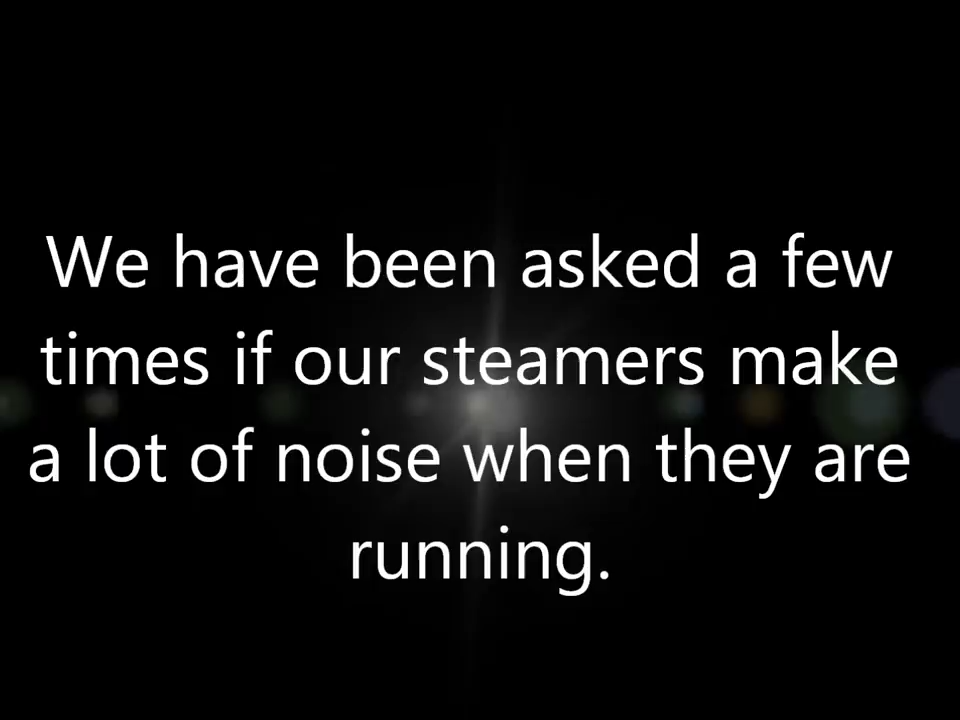 We have been asked a few
times if our steamers make
a lot of noise when they are
running.